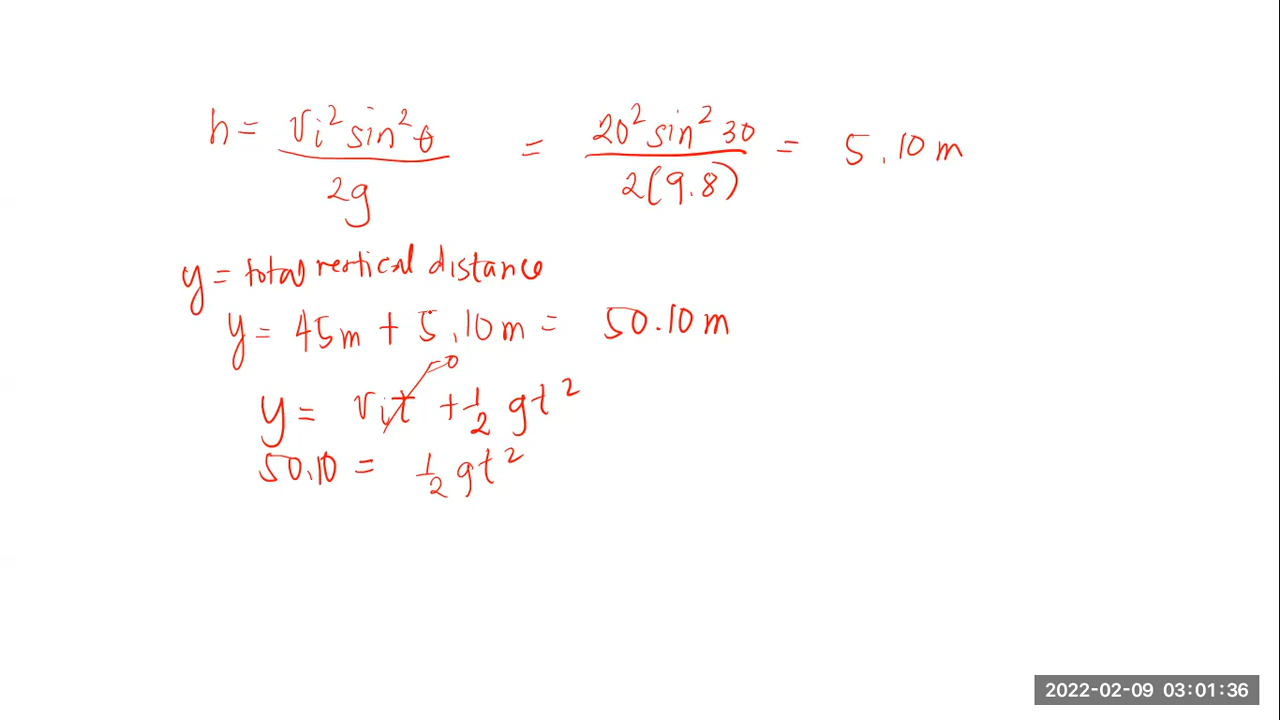 h = vi² sin²θ / 2g = 20² sin² 30 / 2(9.8) = 5.10 m
y = total vertical distance
y = 45m + 5.10m = 50.10 m
y = vit + 1/2 gt² 0
50.10 = 1/2 gt²
2022-02-09 03:01:36